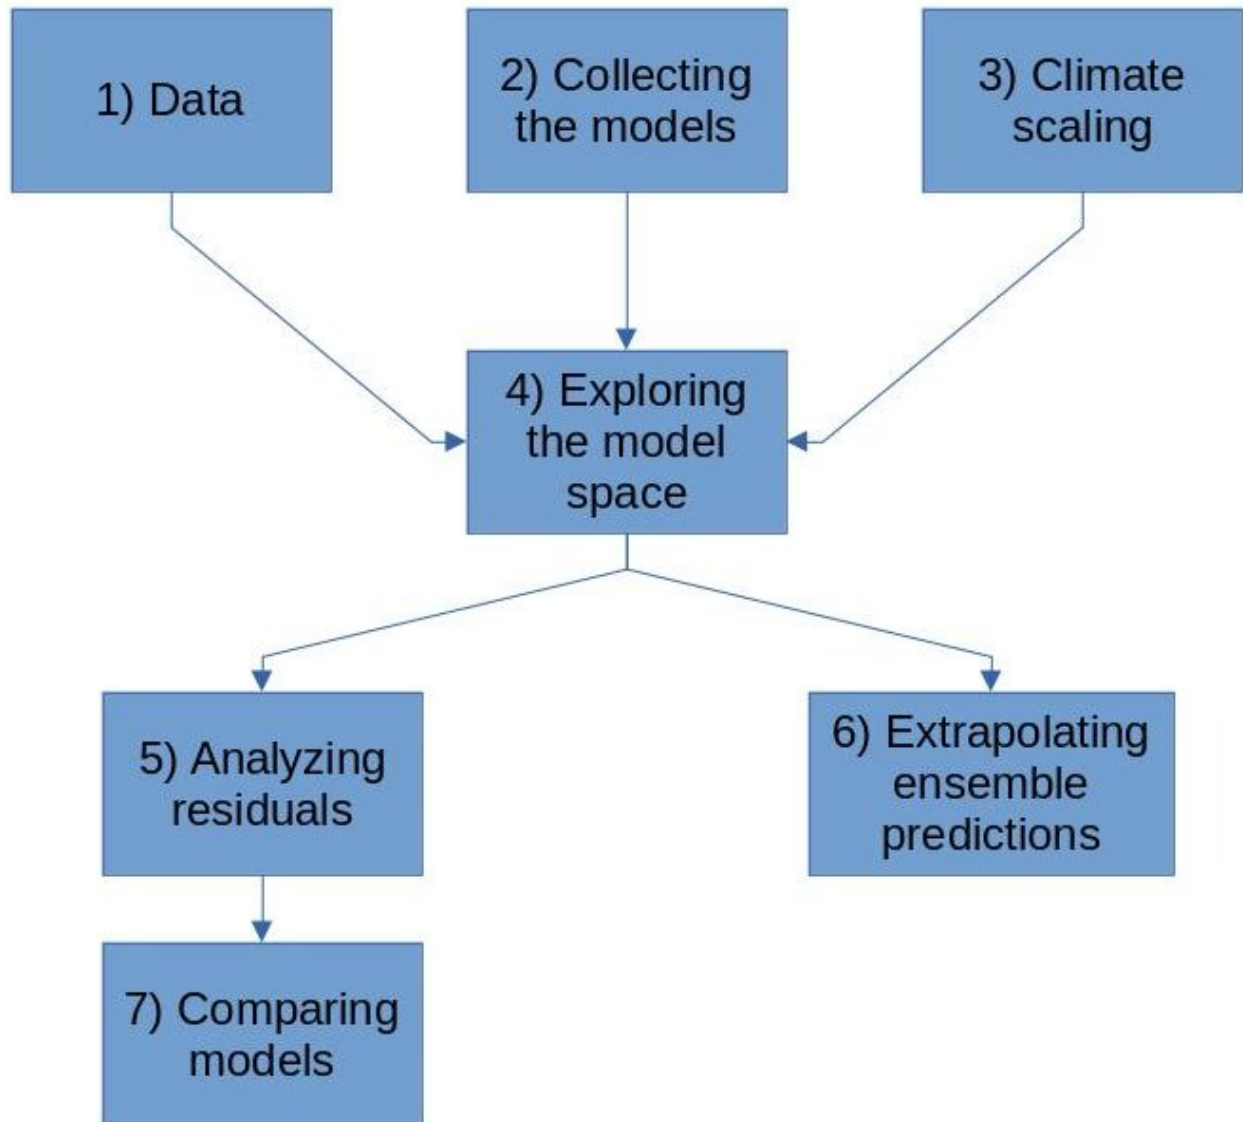 1) Data
2) Collecting
the models
3) Climate
scaling
4) Exploring
the model
space
5) Analyzing
residuals
6) Extrapolating
ensemble
predictions
7) Comparing
models